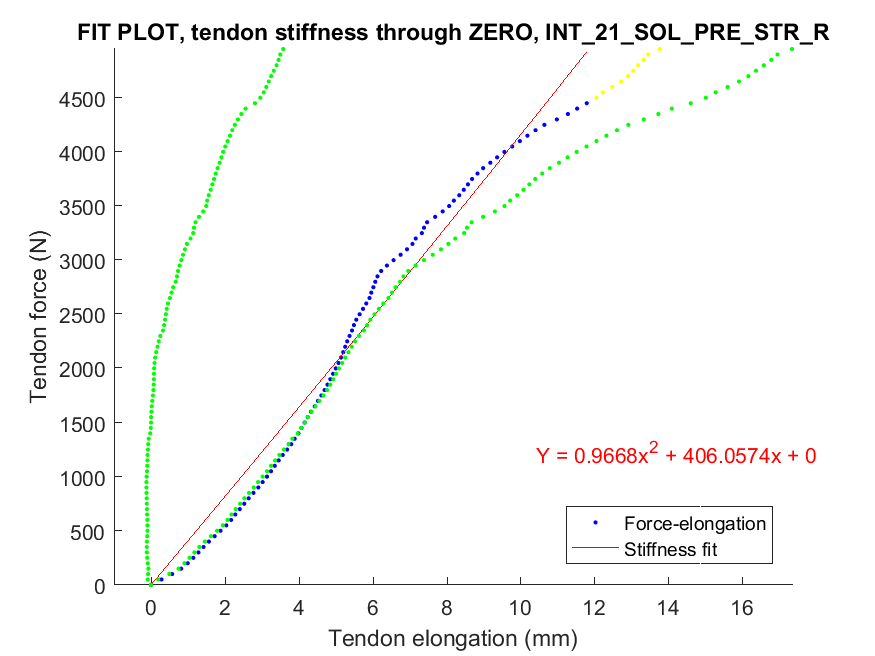 FIT PLOT, tendon stiffness through ZERO, INT_21_SOL_PRE_STR_R
Tendon force (N)
4500
4000
3500
3000
2500
2000
1500
1000
500
0
Y = 0.9668x² + 406.0574x + 0
Force-elongation
Stiffness fit
0 2 4 6 8 10 12 14 16
Tendon elongation (mm)